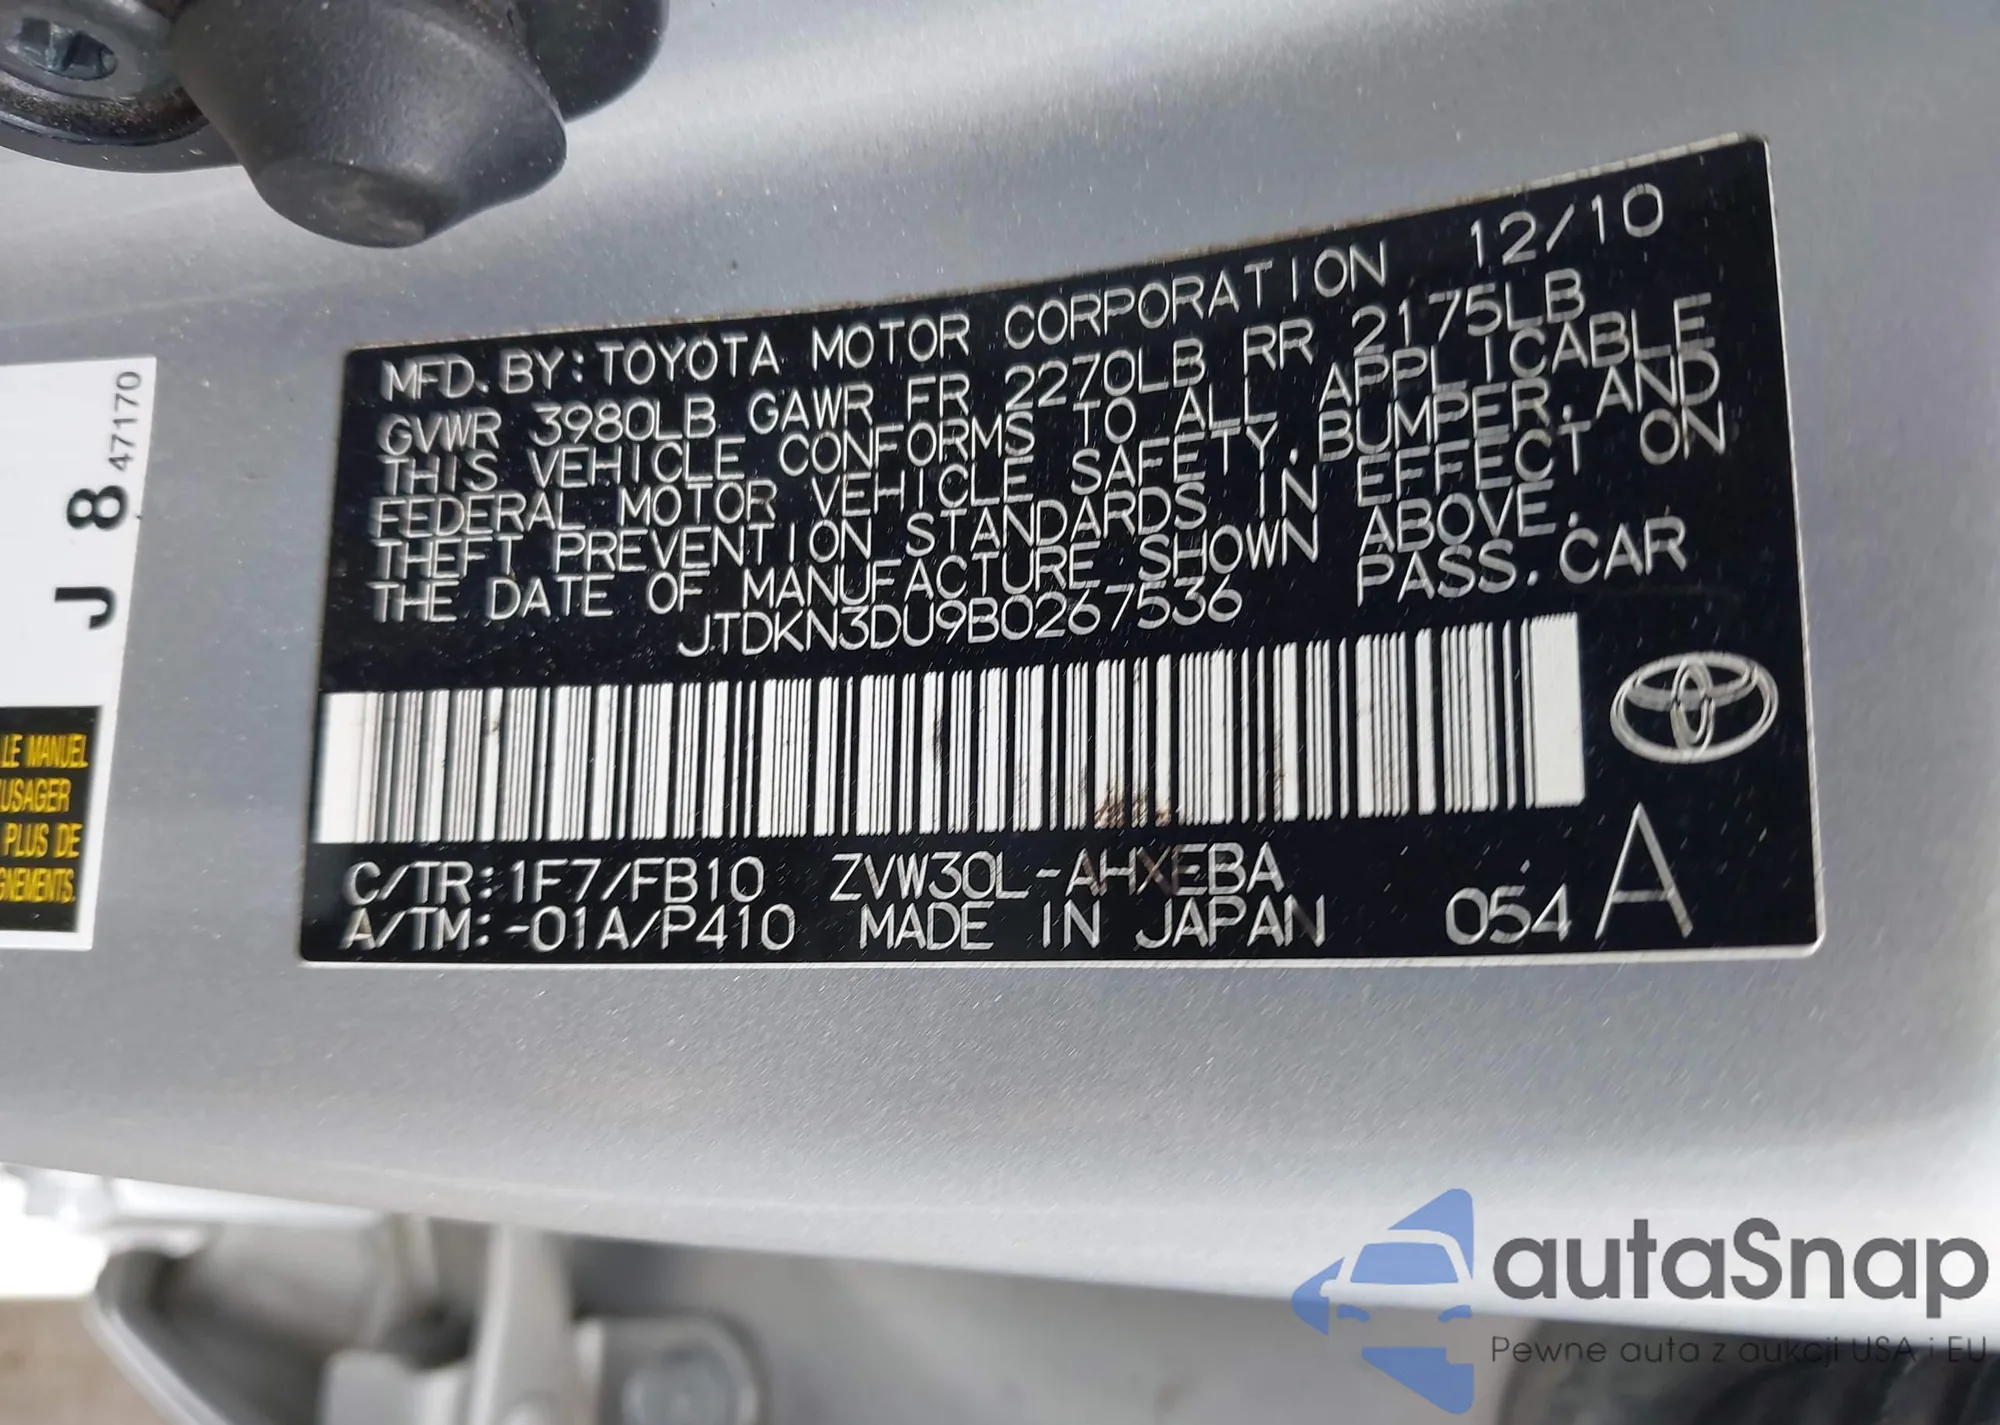 MFD. BY: TOYOTA MOTOR CORPORATION 12/10
GVWR 3980LB GAWR FR 2270LB RR 2175LB
THIS VEHICLE CONFORMS TO ALL APPLICABLE
FEDERAL MOTOR VEHICLE SAFETY, BUMPER, AND
THEFT PREVENTION STANDARDS IN EFFECT ON
THE DATE OF MANUFACTURE SHOWN ABOVE.
JTDKN3DU9B0267536 PASS. CAR
C/TR: 1F7/FB10 ZVW30L-AHXEBA
A/TM: -01A/P410 MADE IN JAPAN 054 A
J 8 47170
LE MANUEL
USAGER
PLUS DE
GNEMENTS.
autaSnap
Pewne auta z aukcji USA i EU